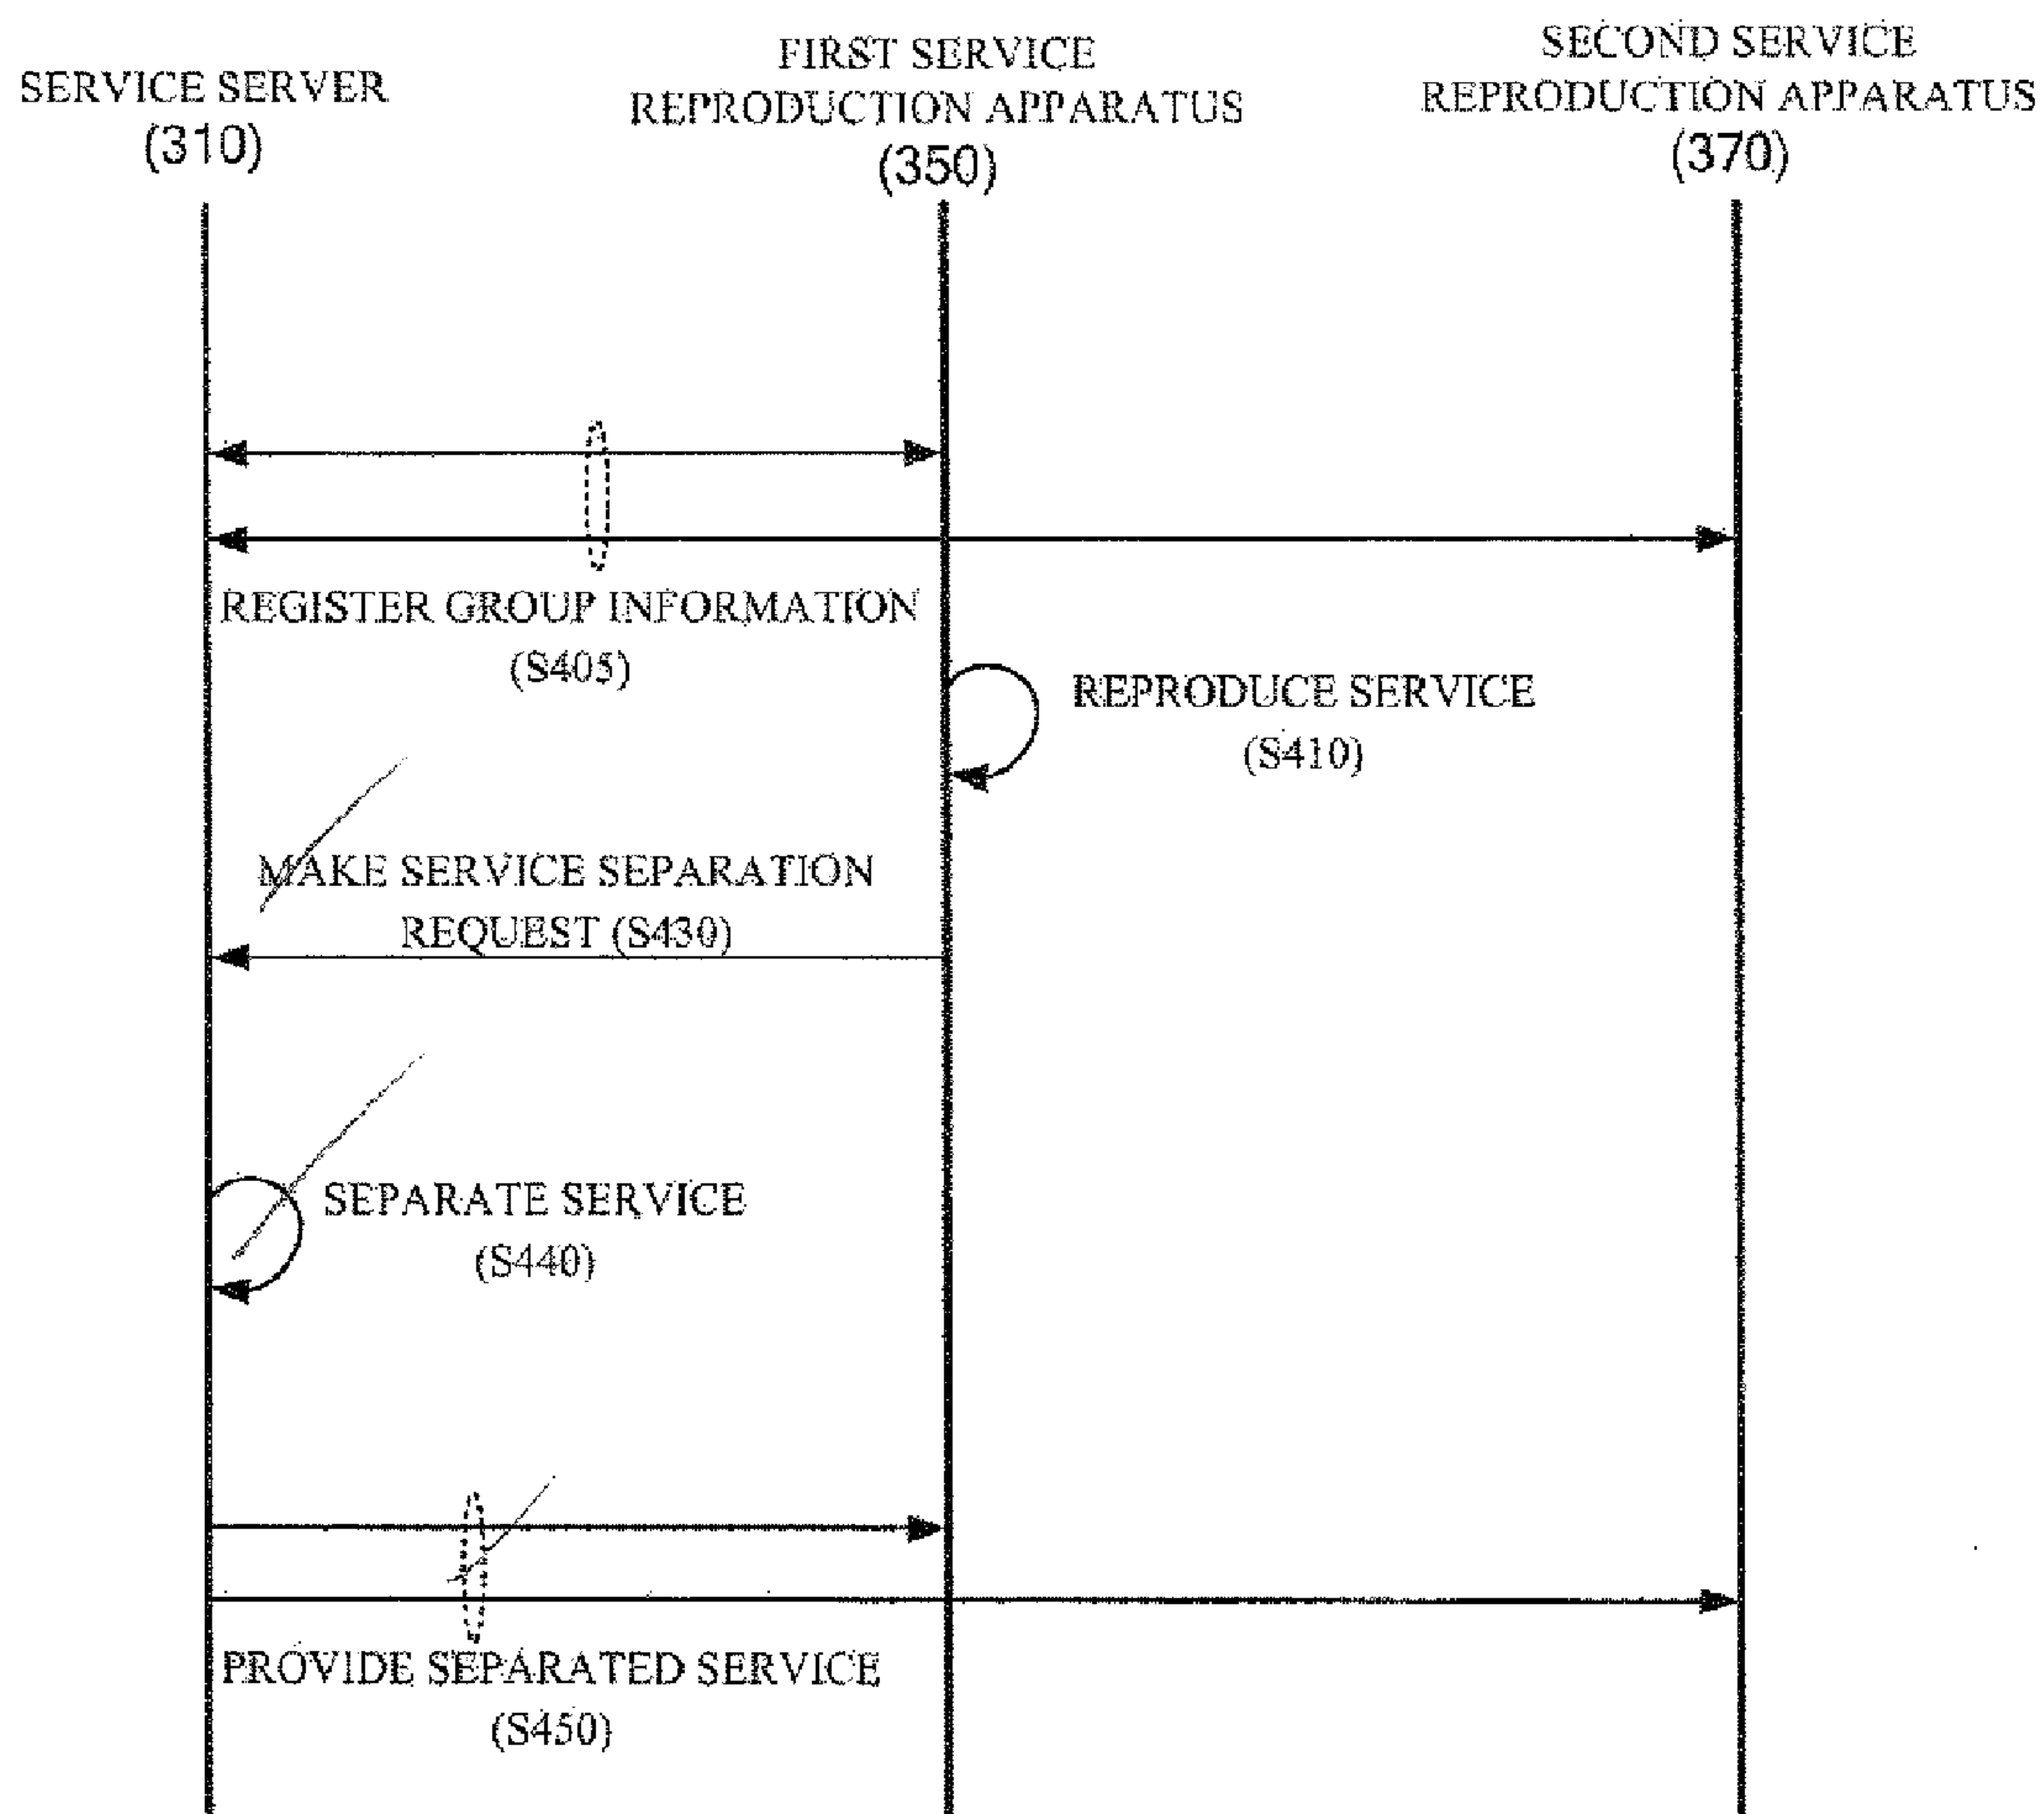 SERVICE SERVER
(310)
FIRST SERVICE
REPRODUCTION APPARATUS
(350)
SECOND SERVICE
REPRODUCTION APPARATUS
(370)
REGISTER GROUP INFORMATION
(S405)
REPRODUCE SERVICE
(S410)
MAKE SERVICE SEPARATION
REQUEST (S430)
SEPARATE SERVICE
(S440)
PROVIDE SEPARATED SERVICE
(S450)